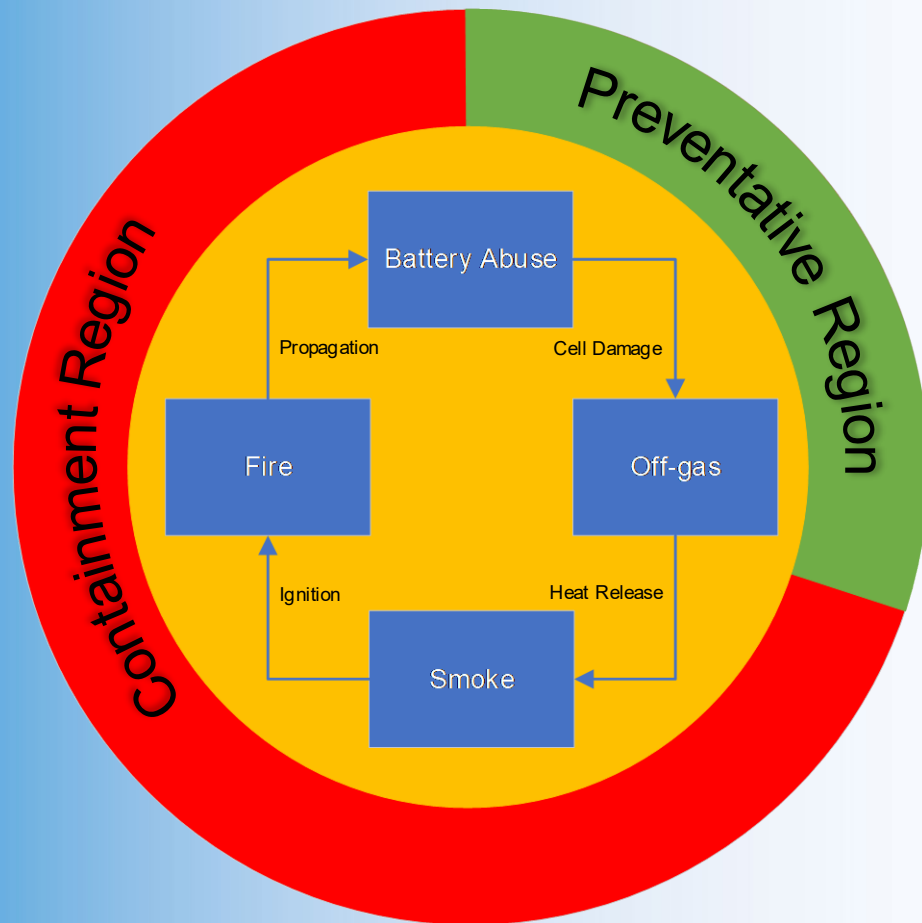 Preventative Region
Containment Region
Battery Abuse
Propagation
Cell Damage
Fire
Off-gas
Ignition
Heat Release
Smoke